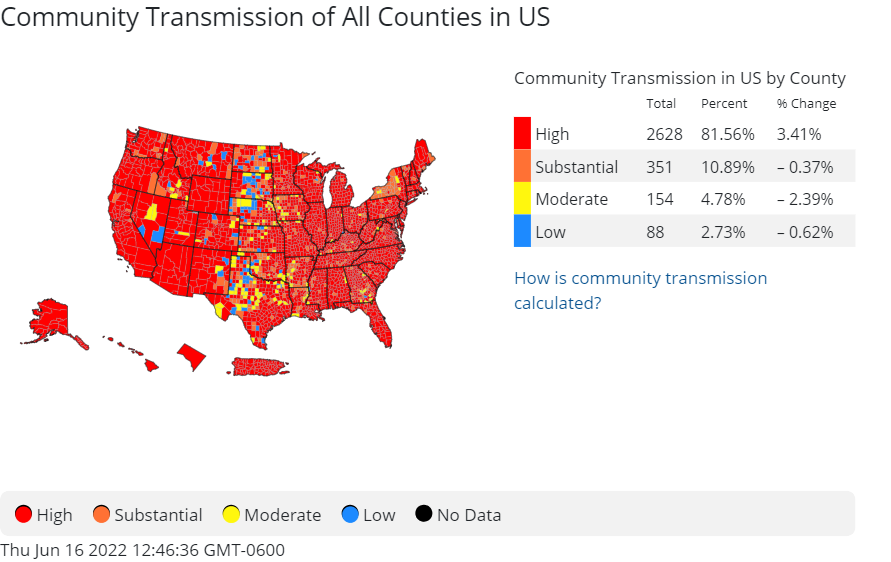 Community Transmission of All Counties in US
Community Transmission in US by County
Total Percent % Change
High 2628 81.56% 3.41%
Substantial 351 10.89% – 0.37%
Moderate 154 4.78% – 2.39%
Low 88 2.73% – 0.62%
How is community transmission
calculated?
High Substantial Moderate Low No Data
Thu Jun 16 2022 12:46:36 GMT-0600